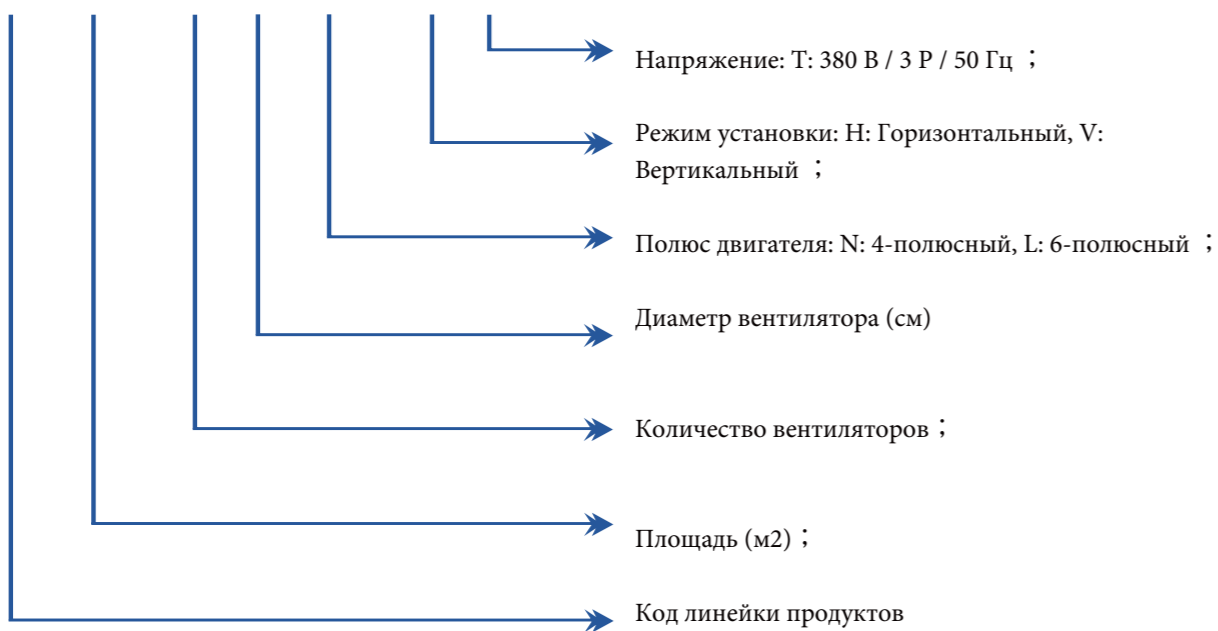 Напряжение: T: 380 В / 3 P / 50 Гц ；
Режим установки: H: Горизонтальный, V:
Вертикальный ；
Полюс двигателя: N: 4-полюсный, L: 6-полюсный ；
Диаметр вентилятора (см)
Количество вентиляторов；
Площадь (м2)；
Код линейки продуктов